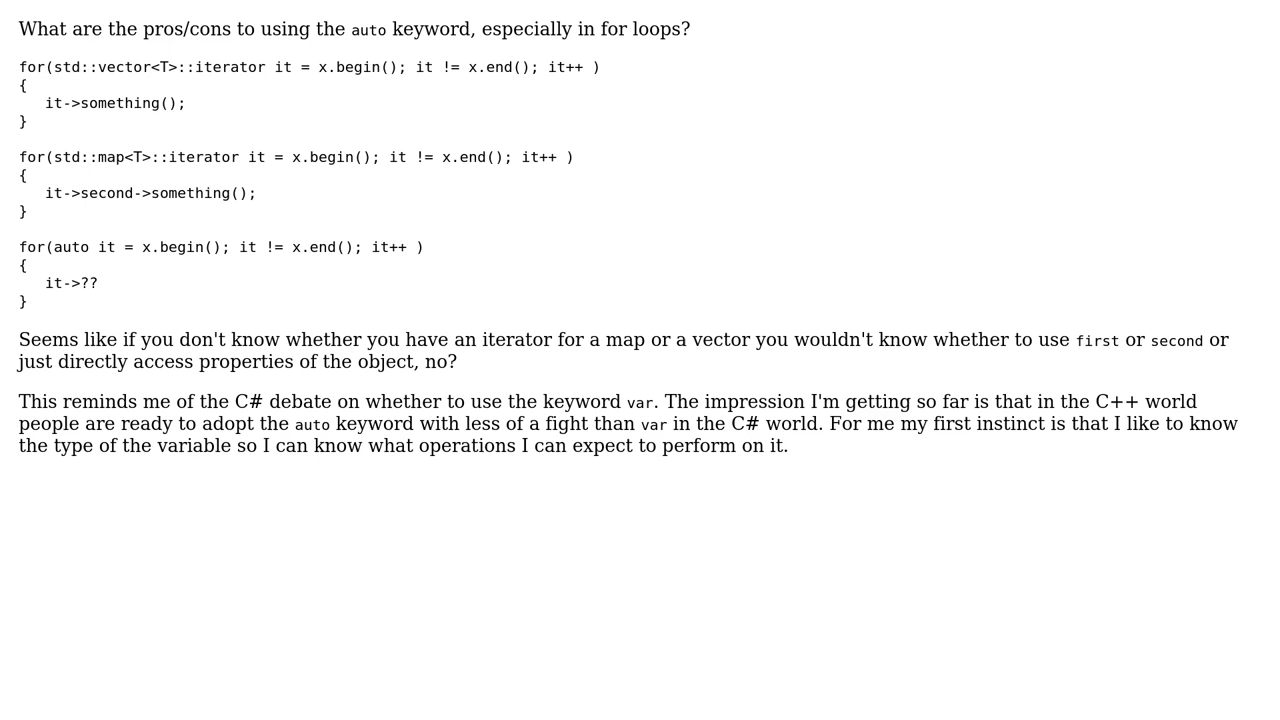 What are the pros/cons to using the auto keyword, especially in for loops?
for(std::vector<T>::iterator it = x.begin(); it != x.end(); it++ )
{
   it->something();
}
for(std::map<T>::iterator it = x.begin(); it != x.end(); it++ )
{
   it->second->something();
}
for(auto it = x.begin(); it != x.end(); it++ )
{
   it->??
}
Seems like if you don't know whether you have an iterator for a map or a vector you wouldn't know whether to use first or second or
just directly access properties of the object, no?
This reminds me of the C# debate on whether to use the keyword var. The impression I'm getting so far is that in the C++ world
people are ready to adopt the auto keyword with less of a fight than var in the C# world. For me my first instinct is that I like to know
the type of the variable so I can know what operations I can expect to perform on it.